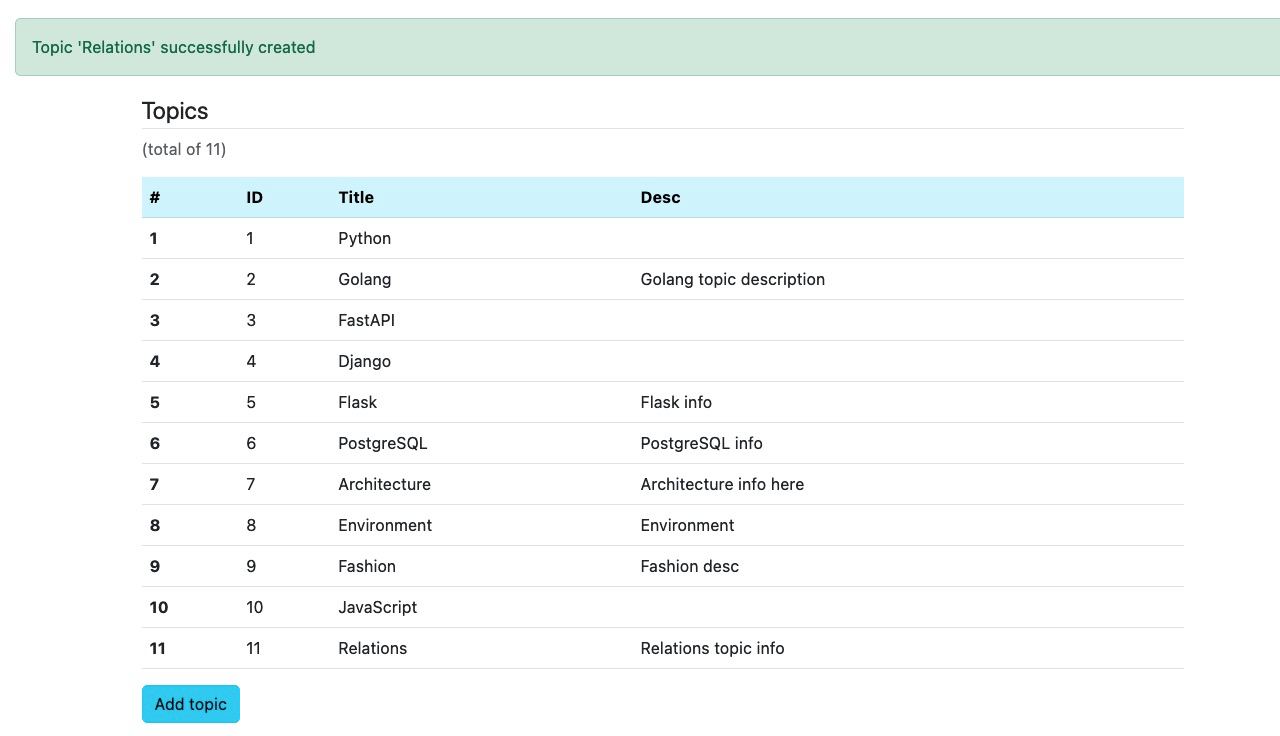 Topic 'Relations' successfully created
Topics
(total of 11)
# ID Title Desc
1 1 Python
2 2 Golang Golang topic description
3 3 FastAPI
4 4 Django
5 5 Flask Flask info
6 6 PostgreSQL PostgreSQL info
7 7 Architecture Architecture info here
8 8 Environment Environment
9 9 Fashion Fashion desc
10 10 JavaScript
11 11 Relations Relations topic info
Add topic